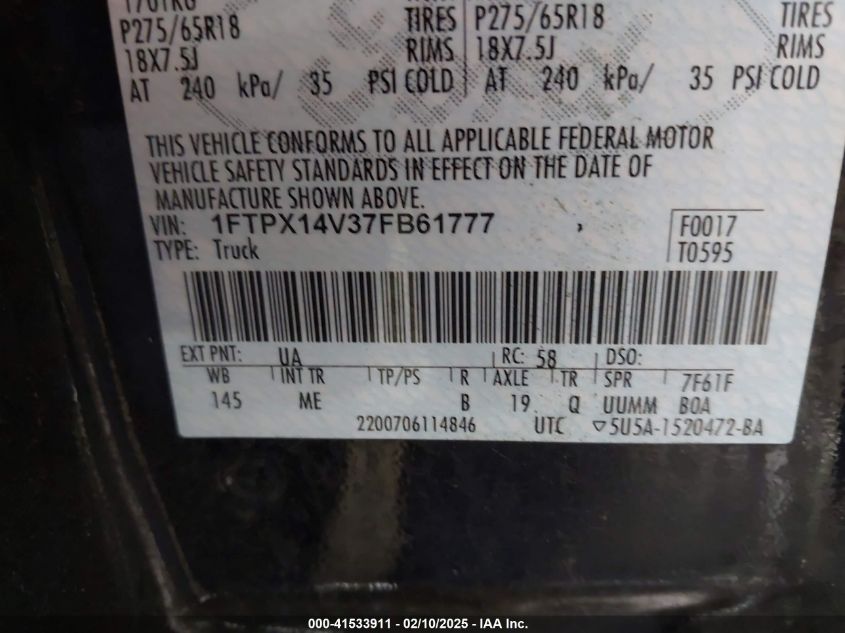 TIRES TIRES
P275/65R18 RIMS P275/65R18 RIMS
18X7.5J 18X7.5J
AT 240 kPa/ 35 PSI COLD AT 240 kPa/ 35 PSI COLD
THIS VEHICLE CONFORMS TO ALL APPLICABLE FEDERAL MOTOR
VEHICLE SAFETY STANDARDS IN EFFECT ON THE DATE OF
MANUFACTURE SHOWN ABOVE.
VIN: 1FTPX14V37FB61777 F0017
TYPE: Truck T0595
EXT PNT: UA RC: 58 DSO:
WB INT TR TP/PS R AXLE TR SPR 7F61F
145 ME B 19 Q UUMM BOA
2200706114846 UTC ▽5U5A-1520472-BA
000-41533911 - 02/10/2025 - IAA Inc.